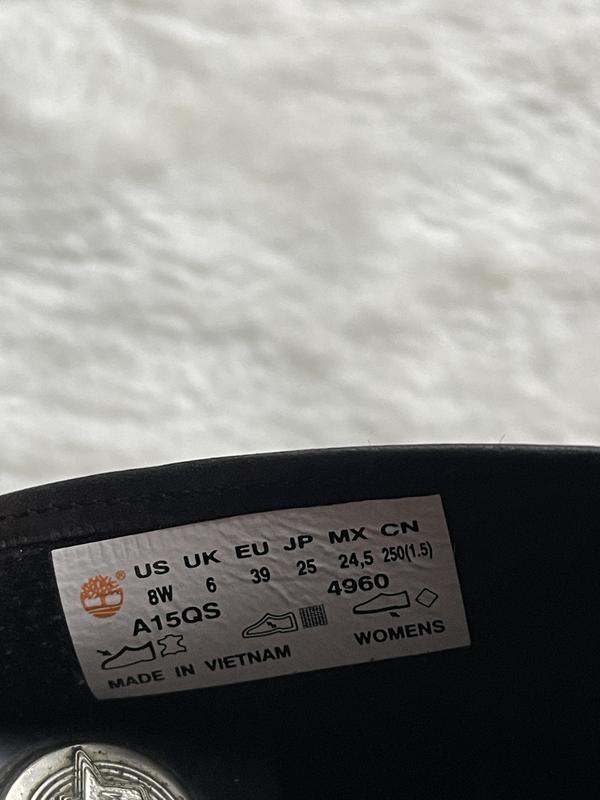 US UK EU JP MX CN
8W 6 39 25 24,5 250(1.5)
A15QS 4960
WOMENS
MADE IN VIETNAM
®